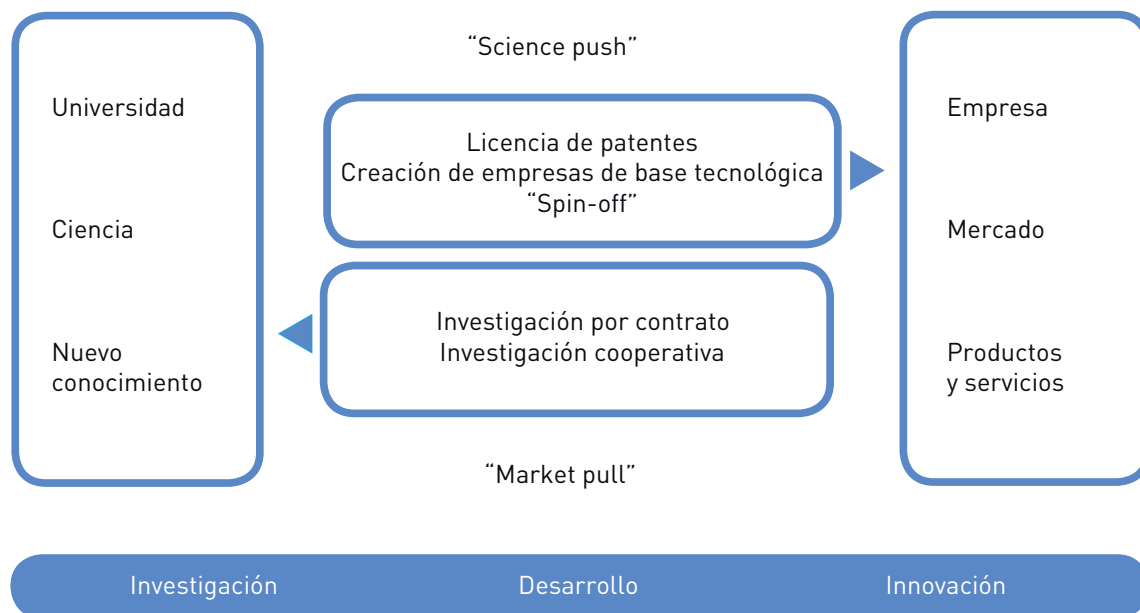 “Science push”
Universidad
Ciencia
Nuevo
conocimiento
Licencia de patentes
Creación de empresas de base tecnológica
“Spin-off”
Investigación por contrato
Investigación cooperativa
Empresa
Mercado
Productos
y servicios
“Market pull”
Investigación
Desarrollo
Innovación